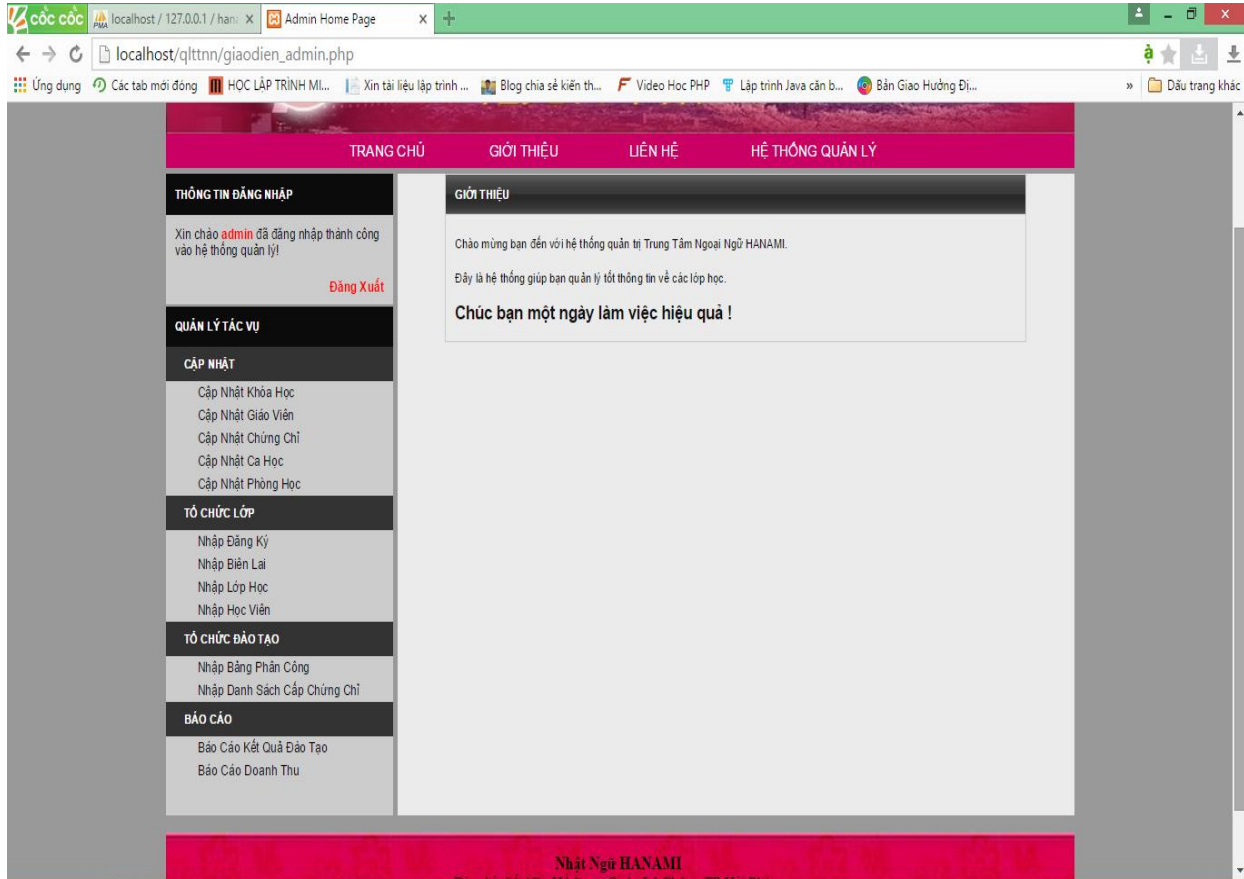 cốc cốc
localhost / 127.0.0.1 / hana
Admin Home Page
localhost/qlttnn/giaodien_admin.php
Ứng dụng
Các tab mới đóng
HỌC LẬP TRÌNH MI...
Xin tài liệu lập trình ...
Blog chia sẻ kiến th...
Video Hoc PHP
Lập trình Java căn b...
Bản Giao Hưởng Đị...
»
Dấu trang khác
TRANG CHỦ
GIỚI THIỆU
LIÊN HỆ
HỆ THỐNG QUẢN LÝ
THÔNG TIN ĐĂNG NHẬP
Xin chào admin đã đăng nhập thành công
vào hệ thống quản lý!
Đăng Xuất
QUẢN LÝ TÁC VỤ
CẬP NHẬT
Cập Nhật Khóa Học
Cập Nhật Giáo Viên
Cập Nhật Chứng Chỉ
Cập Nhật Ca Học
Cập Nhật Phòng Học
TỔ CHỨC LỚP
Nhập Đăng Ký
Nhập Biên Lai
Nhập Lớp Học
Nhập Học Viên
TỔ CHỨC ĐÀO TẠO
Nhập Bảng Phân Công
Nhập Danh Sách Cấp Chứng Chỉ
BÁO CÁO
Báo Cáo Kết Quả Đào Tạo
Báo Cáo Doanh Thu
GIỚI THIỆU
Chào mừng bạn đến với hệ thống quản trị Trung Tâm Ngoại Ngữ HANAMI.
Đây là hệ thống giúp bạn quản lý tốt thông tin về các lớp học.
Chúc bạn một ngày làm việc hiệu quả !
Nhật Ngữ HANAMI